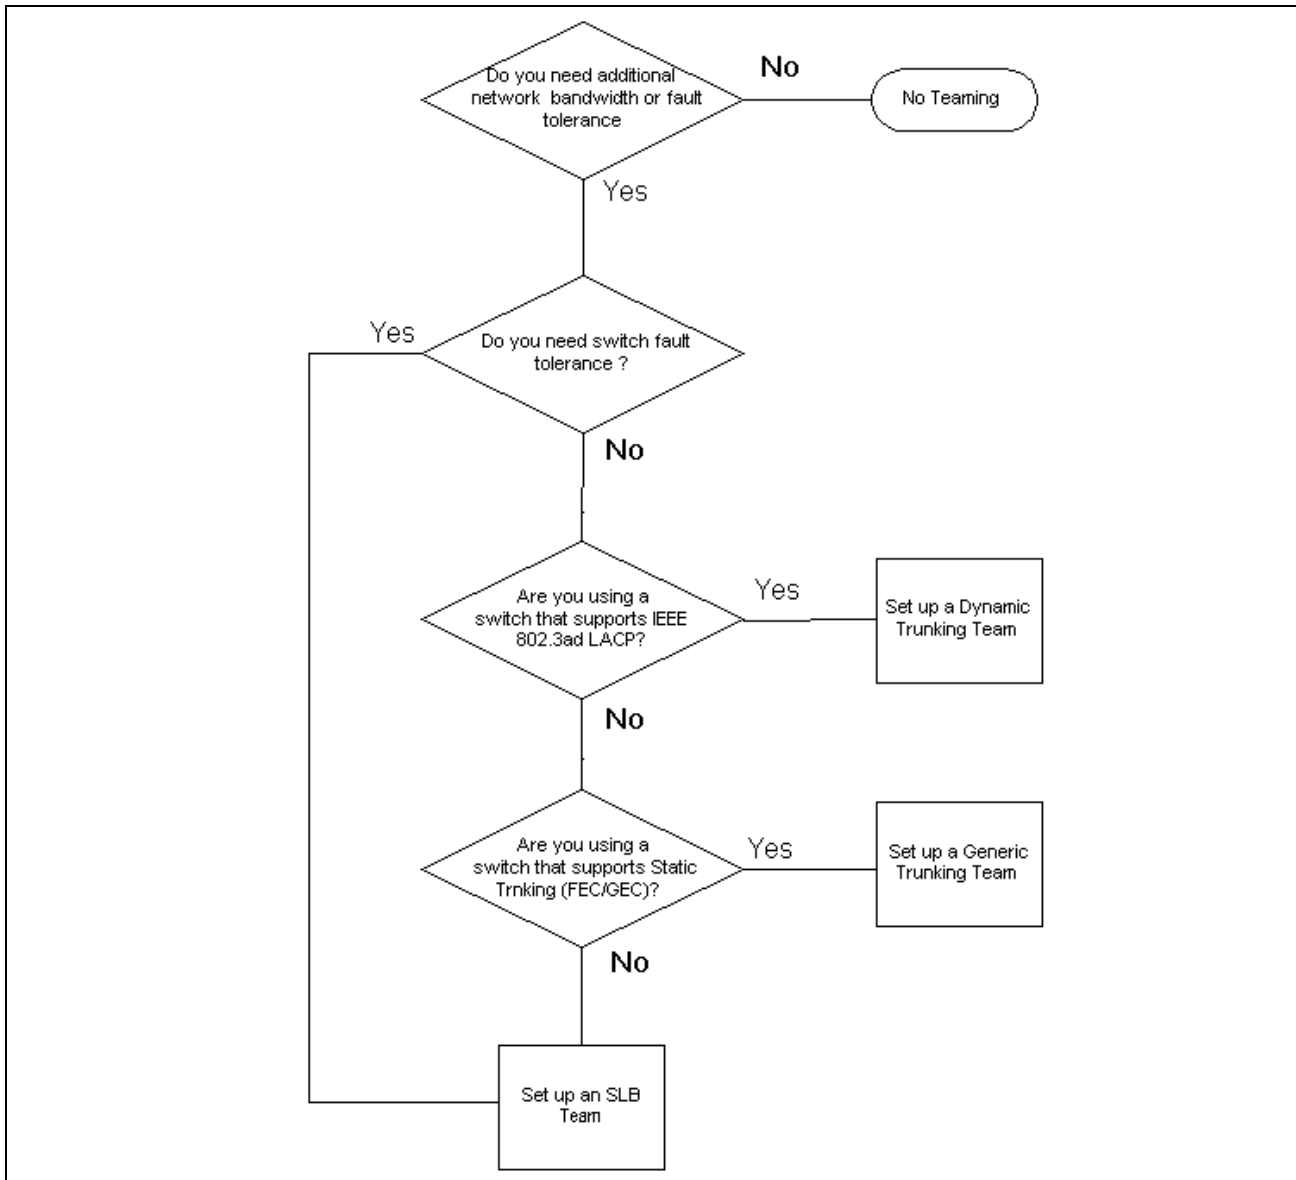 Do you need additional
network bandwidth or fault
tolerance
No
No Teaming
Yes
Yes
Do you need switch fault
tolerance ?
No
Are you using a
switch that supports IEEE
802.3ad LACP?
Yes
Set up a Dynamic
Trunking Team
No
Are you using a
switch that supports Static
Trnking (FEC/GEC)?
Yes
Set up a Generic
Trunking Team
No
Set up an SLB
Team